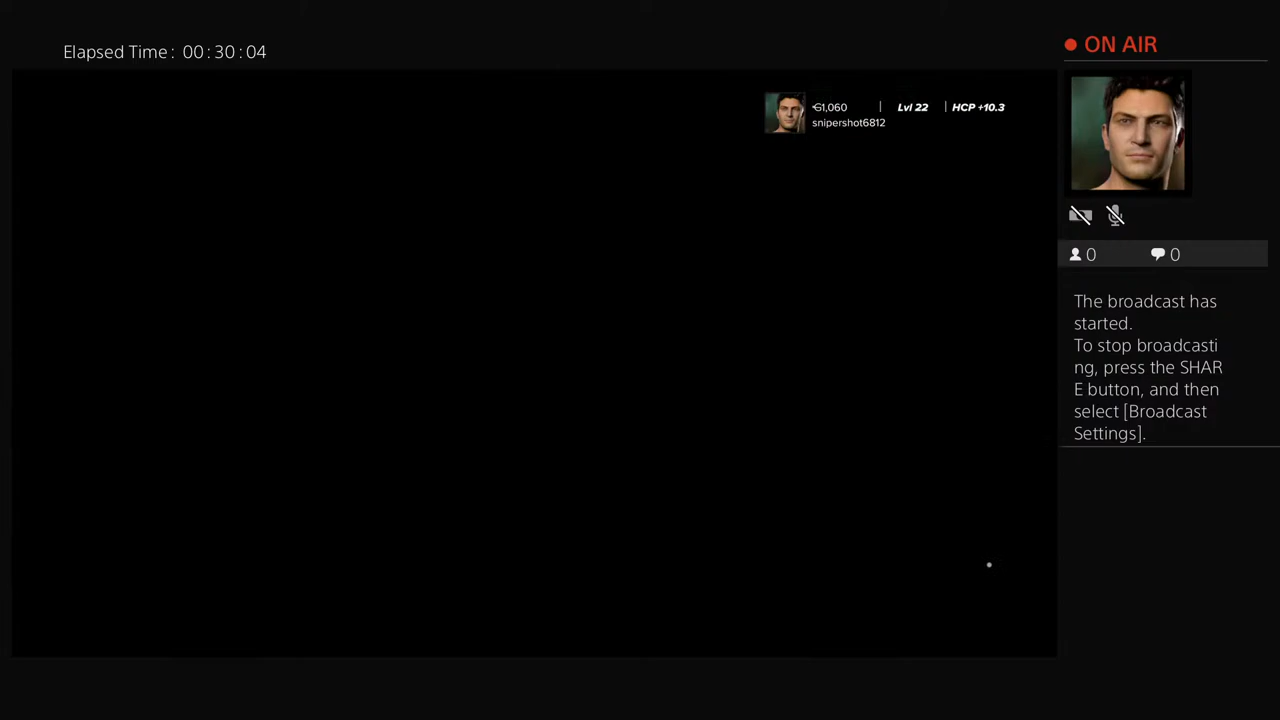 Elapsed Time: 00:30:04
ON AIR
G1,060 | Lvl 22 | HCP +10.3
snipershot6812
0 0
The broadcast has
started.
To stop broadcasti
ng, press the SHAR
E button, and then
select [Broadcast
Settings].